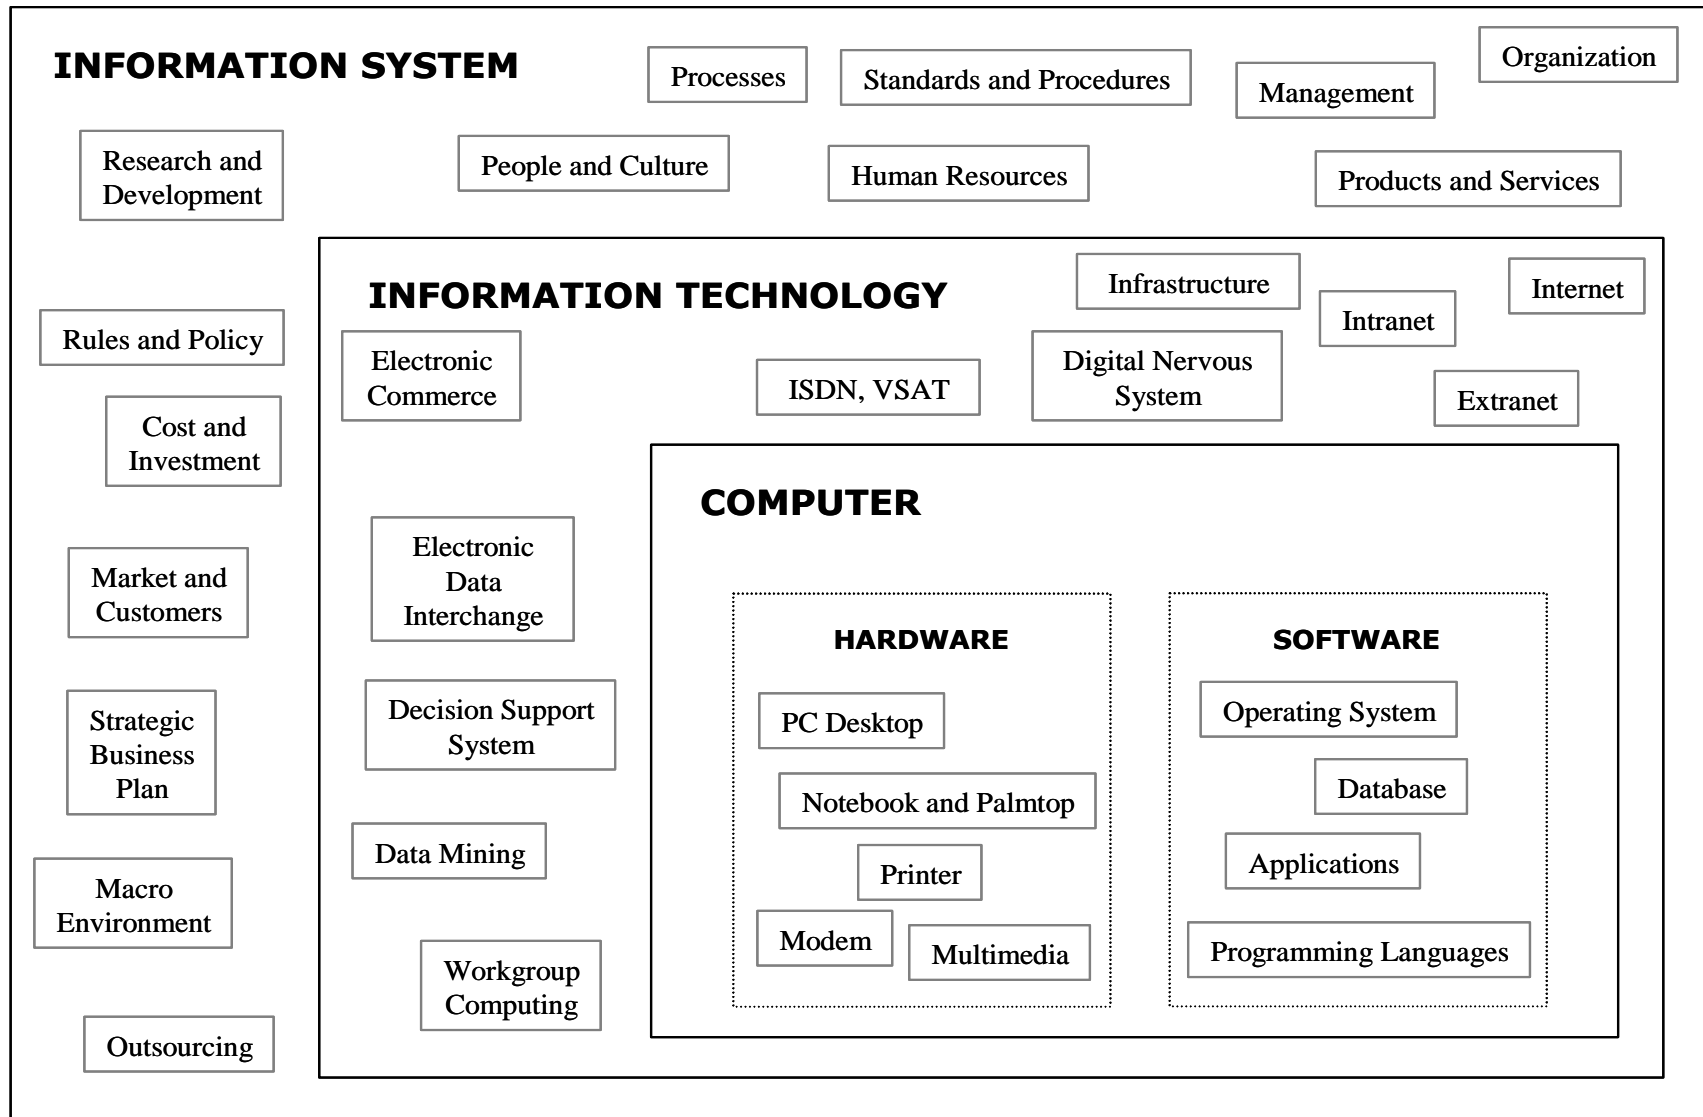 INFORMATION SYSTEM
Processes
Standards and Procedures
Management
Organization
Research and
Development
People and Culture
Human Resources
Products and Services
Rules and Policy
Cost and
Investment
Market and
Customers
Strategic
Business
Plan
Macro
Environment
Outsourcing
INFORMATION TECHNOLOGY
Infrastructure
Intranet
Internet
Electronic
Commerce
ISDN, VSAT
Digital Nervous
System
Extranet
Electronic
Data
Interchange
Decision Support
System
Data Mining
Workgroup
Computing
COMPUTER
HARDWARE
PC Desktop
Notebook and Palmtop
Printer
Modem
Multimedia
SOFTWARE
Operating System
Database
Applications
Programming Languages